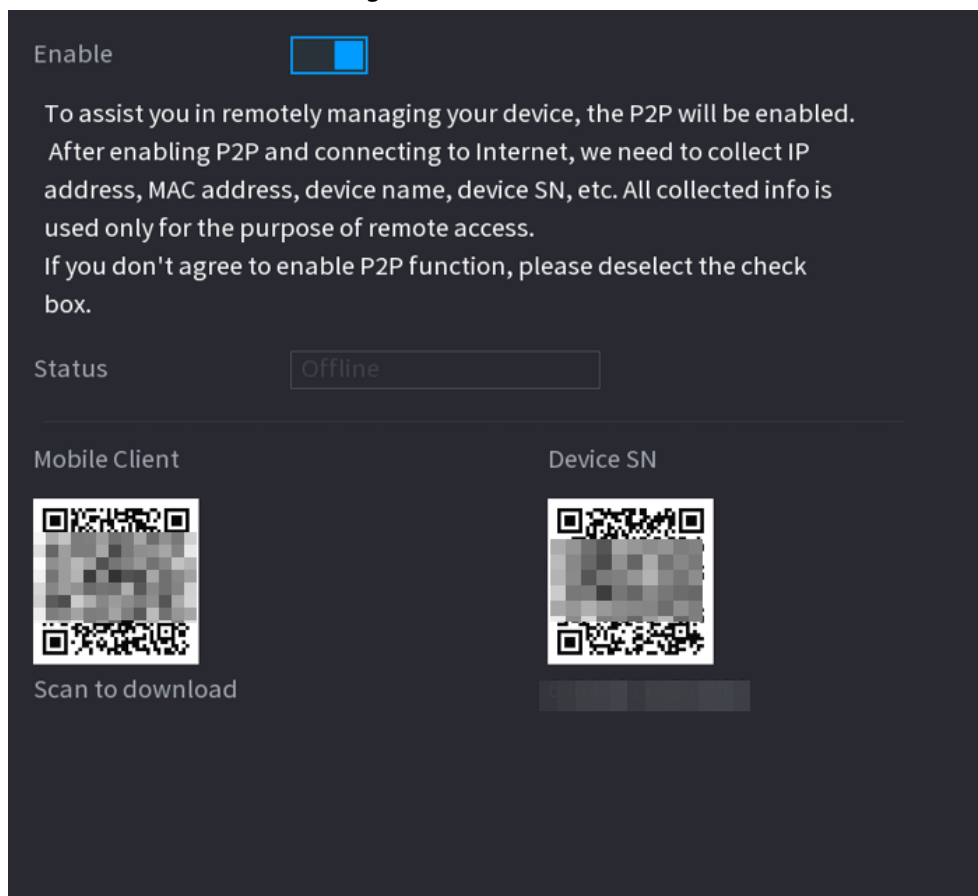 Enable
To assist you in remotely managing your device, the P2P will be enabled.
After enabling P2P and connecting to Internet, we need to collect IP
address, MAC address, device name, device SN, etc. All collected info is
used only for the purpose of remote access.
If you don't agree to enable P2P function, please deselect the check
box.
Status
Offline
Mobile Client
Device SN
Scan to download